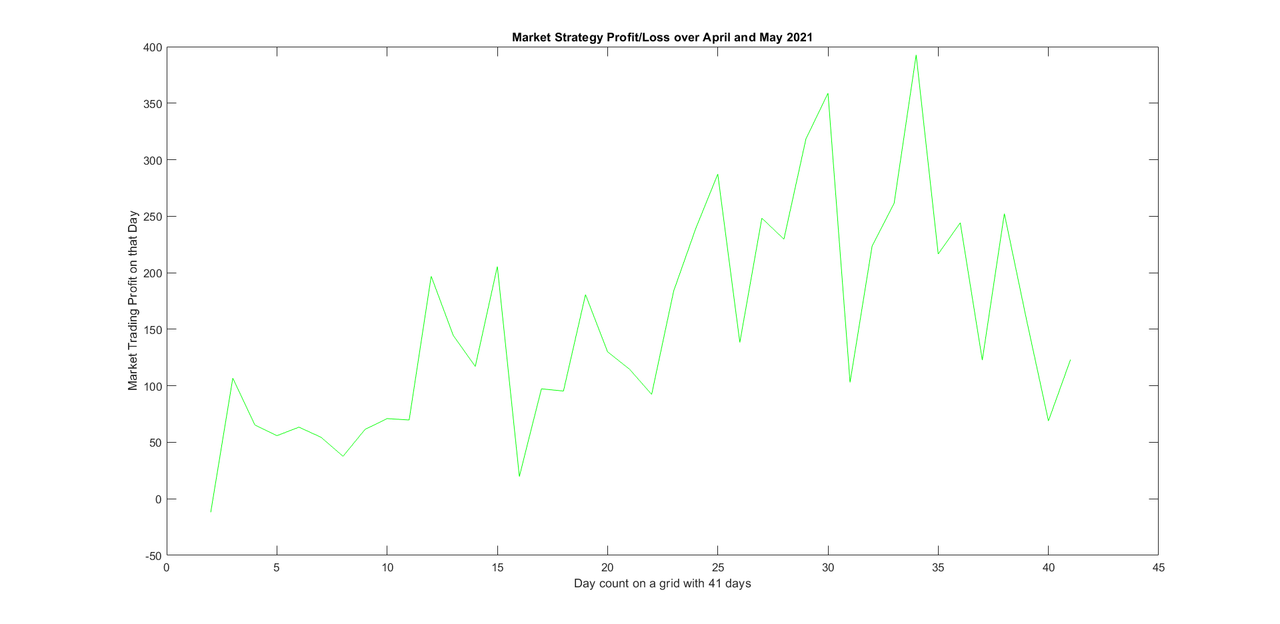 Market Strategy Profit/Loss over April and May 2021
400
350
300
250
200
150
100
50
0
-50
Market Trading Profit on that Day
0 5 10 15 20 25 30 35 40 45
Day count on a grid with 41 days